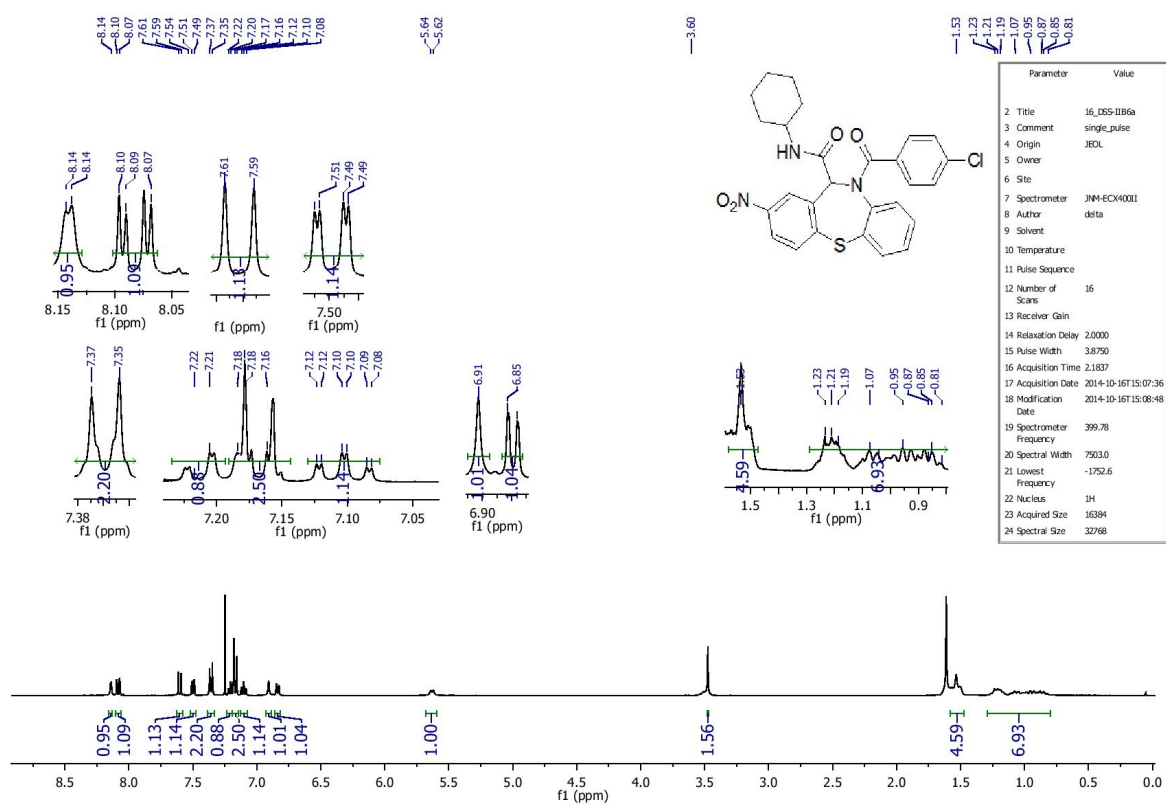 8.14
8.10
8.07
7.61
7.59
7.54
7.51
7.49
7.37
7.35
7.22
7.20
7.17
7.16
7.12
7.10
7.08
5.64
5.62
3.60
1.53
1.23
1.21
1.19
1.07
0.95
0.87
0.85
0.81
Parameter Value
2 Title 16_DSS-IIB6a
3 Comment single_pulse
4 Origin JEOL
5 Owner
6 Site
7 Spectrometer JNM-ECX400II
8 Author delta
9 Solvent
10 Temperature
11 Pulse Sequence
12 Number of 16
Scans
13 Receiver Gain
14 Relaxation Delay 2.0000
15 Pulse Width 3.8750
16 Acquisition Time 2.1837
17 Acquisition Date 2014-10-16T15:07:36
18 Modification 2014-10-16T15:08:48
Date
19 Spectrometer 399.78
Frequency
20 Spectral Width 7503.0
21 Lowest -1752.6
Frequency
22 Nucleus 1H
23 Acquired Size 16384
24 Spectral Size 32768
HN
O
O
N
Cl
O₂N
S
8.14
8.14
8.10
8.09
8.07
7.61
7.59
7.51
7.49
7.49
0.95
1.09
1.13
1.14
8.15 8.10 8.05
f1 (ppm)
f1 (ppm)
7.50
f1 (ppm)
7.37
7.35
7.22
7.21
7.18
7.18
7.16
7.12
7.12
7.10
7.10
7.09
7.08
6.91
6.85
1.53
1.23
1.21
1.19
1.07
0.95
0.87
0.85
0.81
2.20
0.88
2.50
1.14
1.01
1.04
4.59
6.93
7.38
f1 (ppm)
7.20 7.15 7.10 7.05
f1 (ppm)
6.90
f1 (ppm)
1.5 1.3 1.1 0.9
f1 (ppm)
0.95
1.09
1.13
1.14
2.20
0.88
2.50
1.14
1.01
1.04
1.00
1.56
4.59
6.93
8.5 8.0 7.5 7.0 6.5 6.0 5.5 5.0 4.5 4.0 3.5 3.0 2.5 2.0 1.5 1.0 0.5 0.0
f1 (ppm)